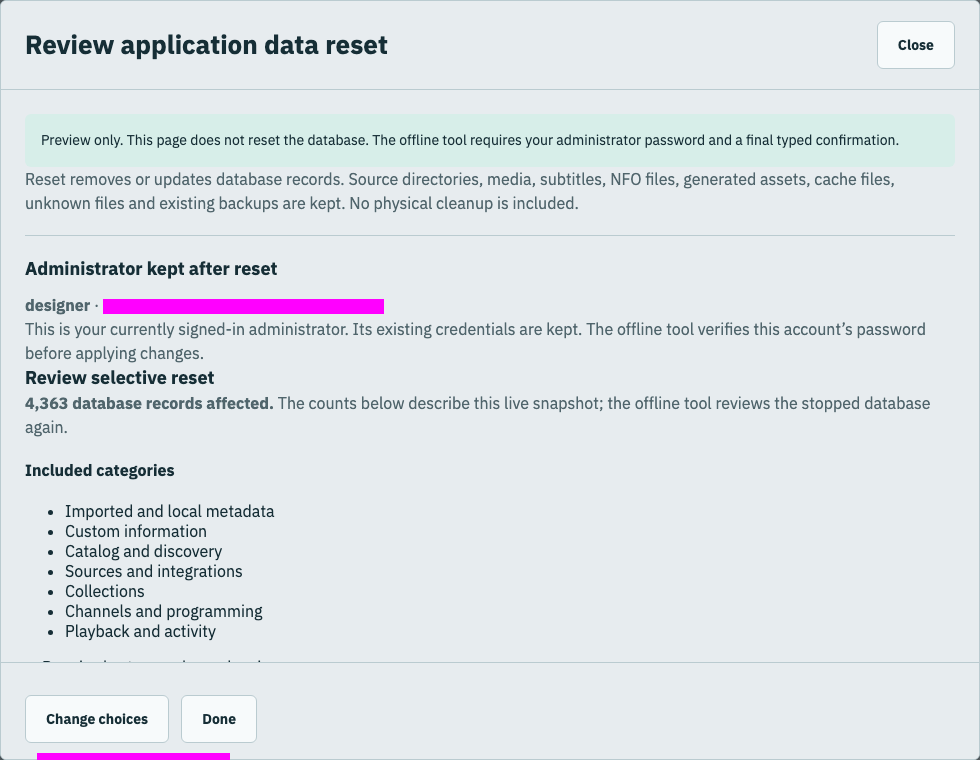 Review application data reset
Close
Preview only. This page does not reset the database. The offline tool requires your administrator password and a final typed confirmation.
Reset removes or updates database records. Source directories, media, subtitles, NFO files, generated assets, cache files,
unknown files and existing backups are kept. No physical cleanup is included.
Administrator kept after reset
designer ·
This is your currently signed-in administrator. Its existing credentials are kept. The offline tool verifies this account’s password
before applying changes.
Review selective reset
4,363 database records affected. The counts below describe this live snapshot; the offline tool reviews the stopped database
again.
Included categories
• Imported and local metadata
• Custom information
• Catalog and discovery
• Sources and integrations
• Collections
• Channels and programming
• Playback and activity
Change choices
Done